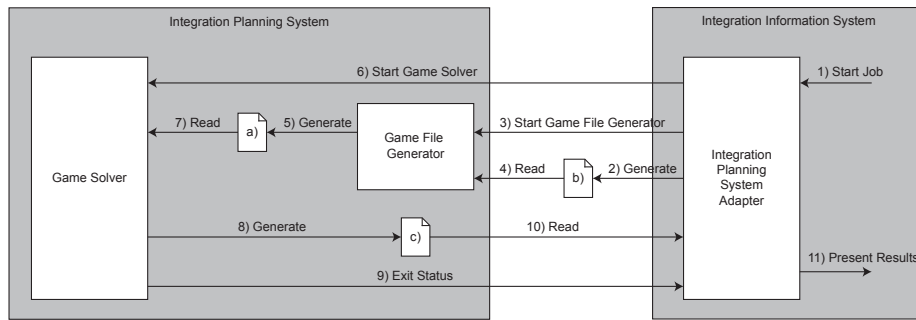 Integration Planning System
Integration Information System
6) Start Game Solver
1) Start Job
7) Read
a)
5) Generate
3) Start Game File Generator
Game File
Generator
4) Read
b)
2) Generate
Game Solver
Integration
Planning
System
Adapter
8) Generate
c)
10) Read
11) Present Results
9) Exit Status